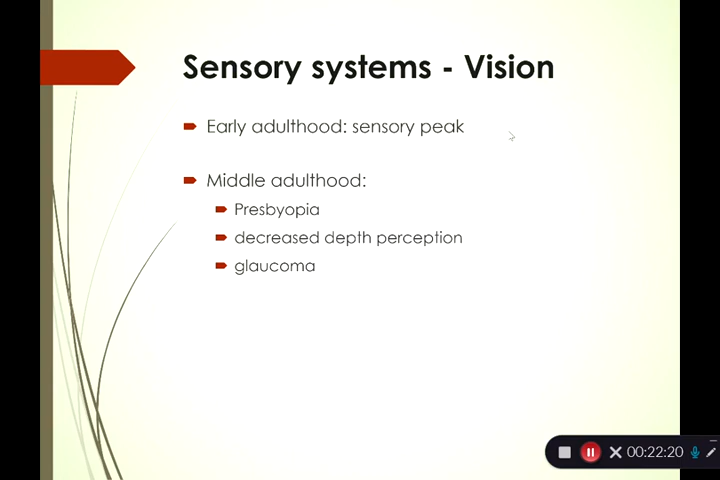 Sensory systems - Vision
Early adulthood: sensory peak
Middle adulthood:
Presbyopia
decreased depth perception
glaucoma
00:22:20